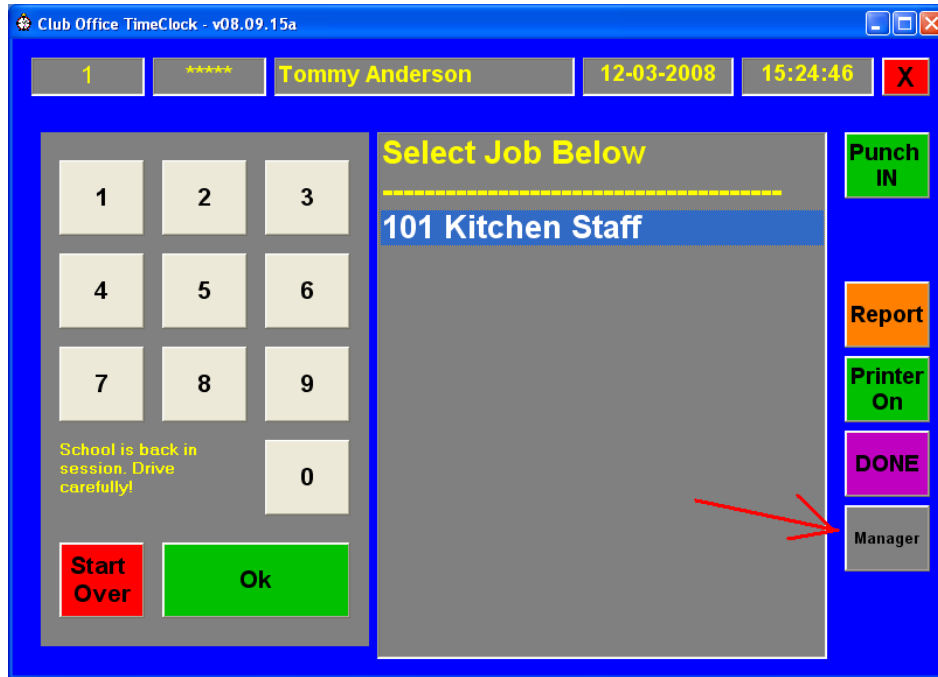 Club Office TimeClock - v08.09.15a
1 ***** Tommy Anderson 12-03-2008 15:24:46 X
1 2 3
4 5 6
7 8 9
School is back in
session. Drive
carefully!
0
Start
Over
Ok
Select Job Below
--------------------------------------
101 Kitchen Staff
Punch
IN
Report
Printer
On
DONE
Manager